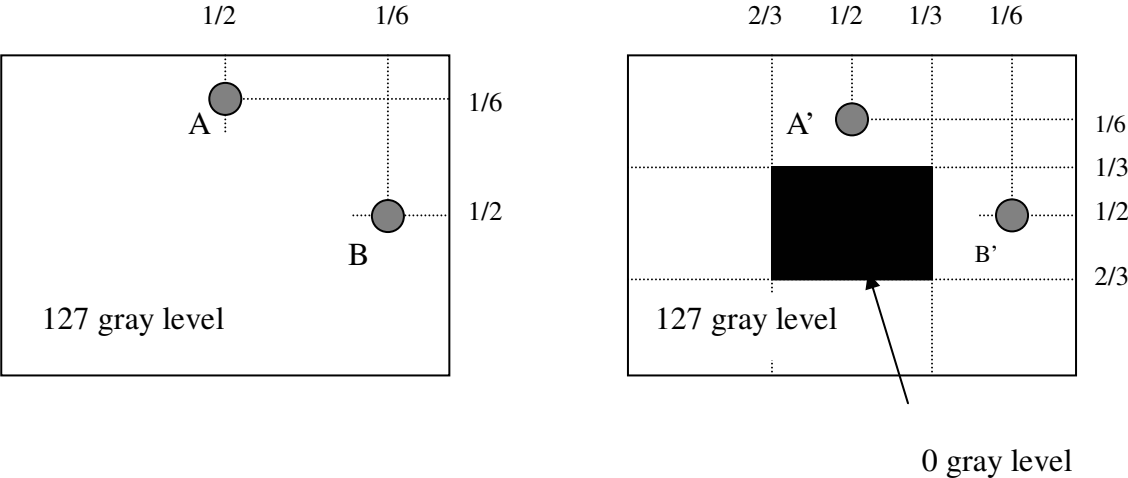 1/2 1/6
1/6
A
1/2
B
127 gray level
2/3 1/2 1/3 1/6
A’
1/6
1/3
1/2
B’
2/3
127 gray level
0 gray level